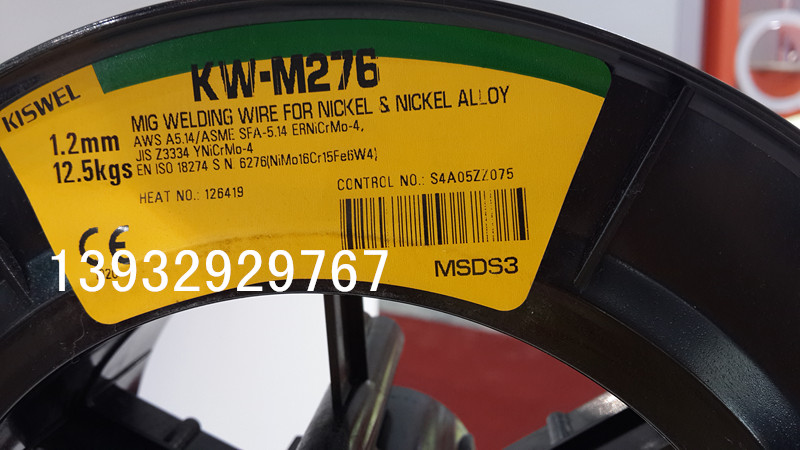 KISWEL
KW-M276
MIG WELDING WIRE FOR NICKEL & NICKEL ALLOY
1.2mm
AWS A5.14/ASME SFA-5.14 ERNiCrMo-4,
JIS Z3334 YNiCrMo-4
12.5kgs
EN ISO 18274 S N 6276(NiMo16Cr15Fe6W4)
HEAT NO.: 126419
CONTROL NO.: S4A05ZZ075
CE
13932929767
MSDS3